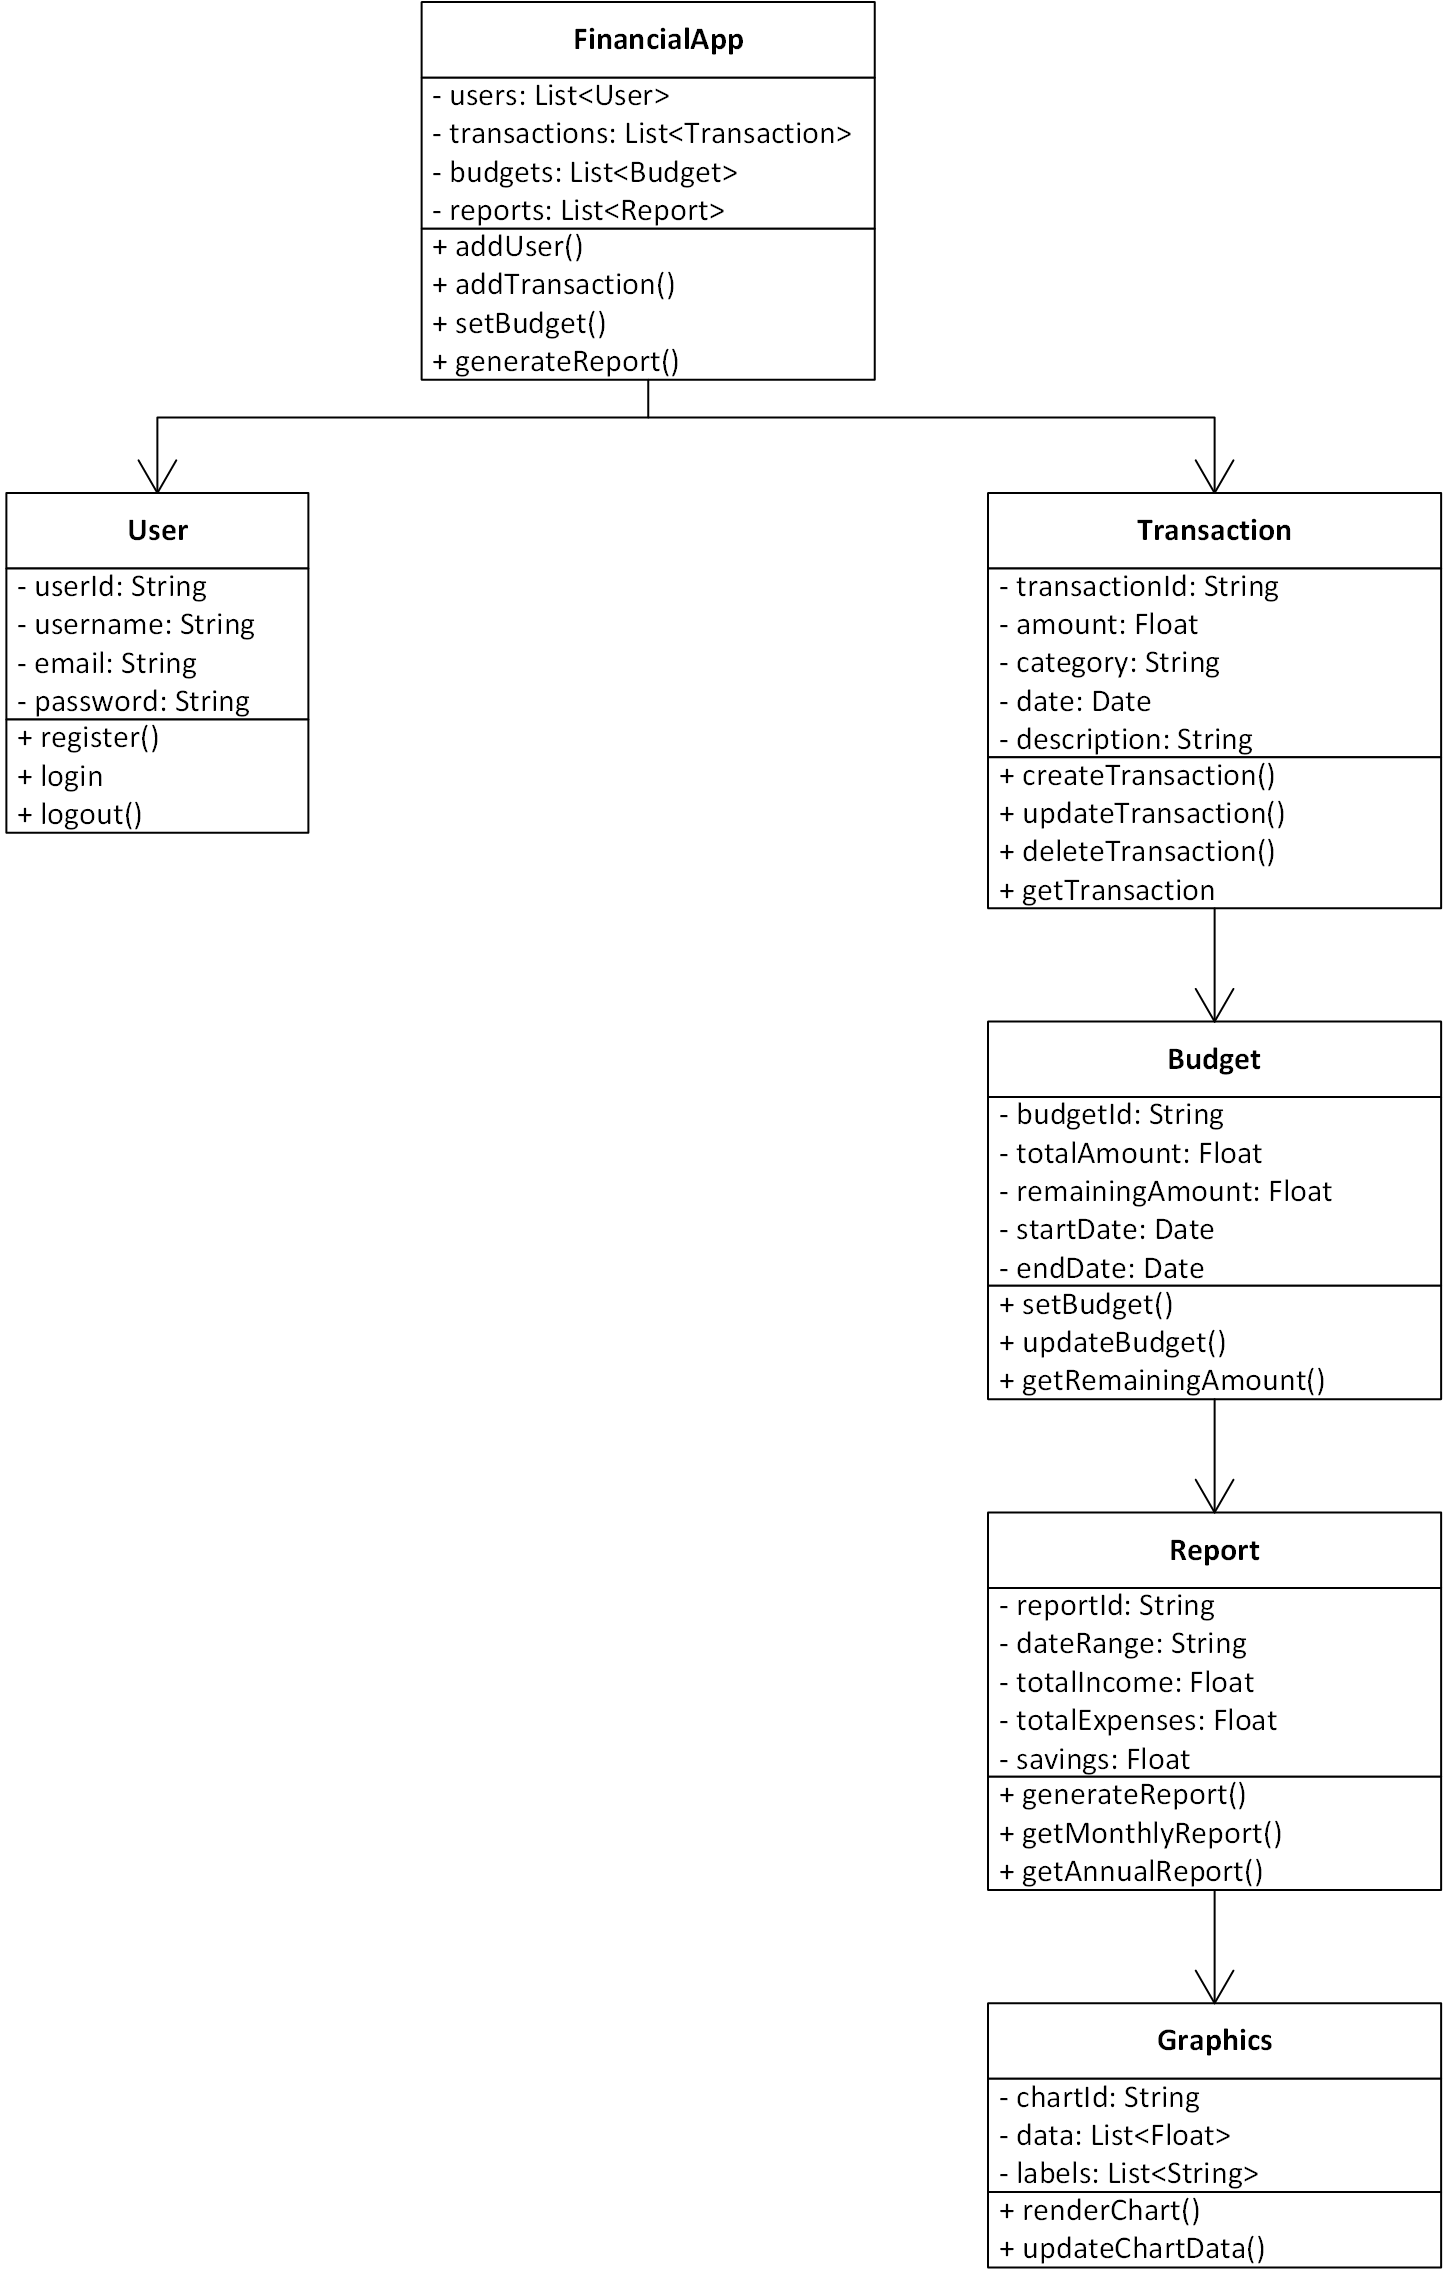 FinancialApp
- users: List<User>
- transactions: List<Transaction>
- budgets: List<Budget>
- reports: List<Report>
+ addUser()
+ addTransaction()
+ setBudget()
+ generateReport()
User
- userId: String
- username: String
- email: String
- password: String
+ register()
+ login
+ logout()
Transaction
- transactionId: String
- amount: Float
- category: String
- date: Date
- description: String
+ createTransaction()
+ updateTransaction()
+ deleteTransaction()
+ getTransaction
Budget
- budgetId: String
- totalAmount: Float
- remainingAmount: Float
- startDate: Date
- endDate: Date
+ setBudget()
+ updateBudget()
+ getRemainingAmount()
Report
- reportId: String
- dateRange: String
- totalIncome: Float
- totalExpenses: Float
- savings: Float
+ generateReport()
+ getMonthlyReport()
+ getAnnualReport()
Graphics
- chartId: String
- data: List<Float>
- labels: List<String>
+ renderChart()
+ updateChartData()